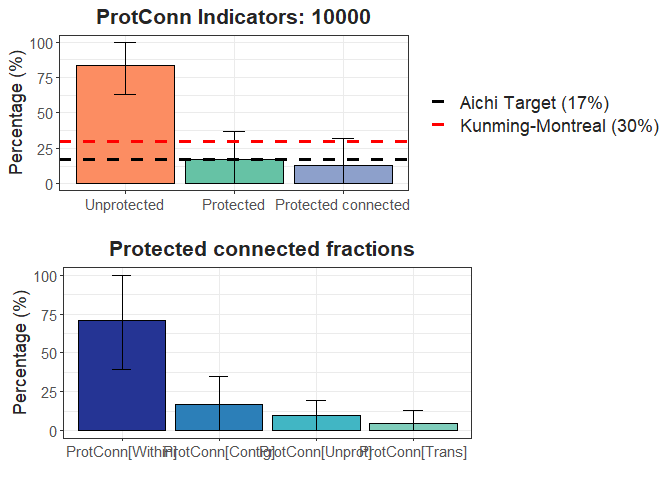 ProtConn Indicators: 10000
Percentage (%)
100
75
50
25
0
Unprotected
Protected
Protected connected
Aichi Target (17%)
Kunming-Montreal (30%)
Protected connected fractions
Percentage (%)
100
75
50
25
0
ProtConn[Within]
ProtConn[Contig]
ProtConn[Unprot]
ProtConn[Trans]